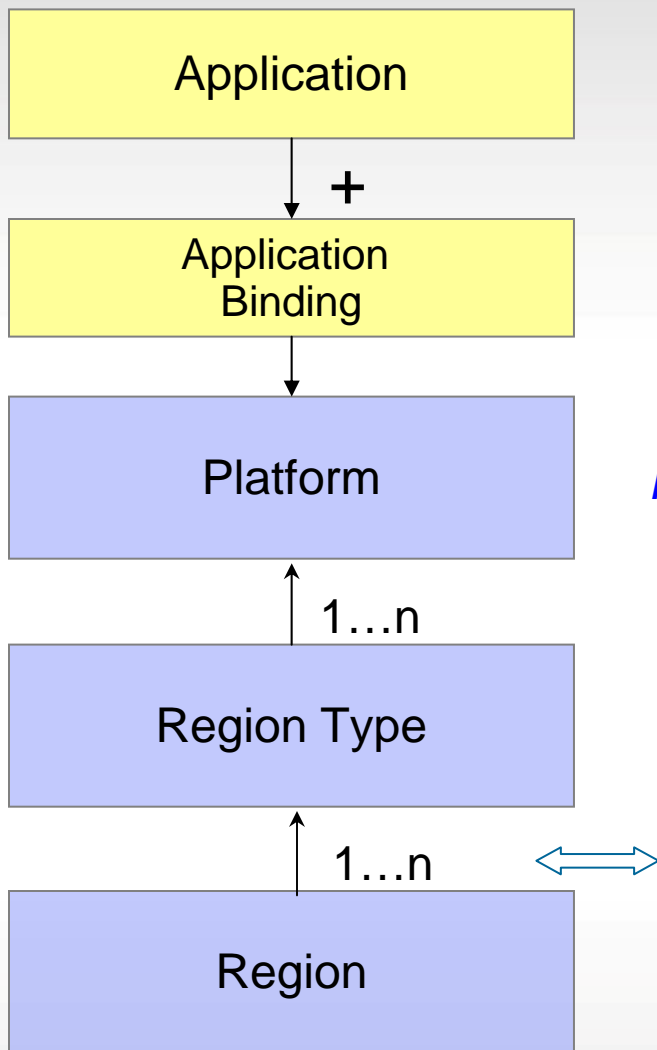 Application
+
Application
Binding
Platform
1…n
Region Type
1…n
Region